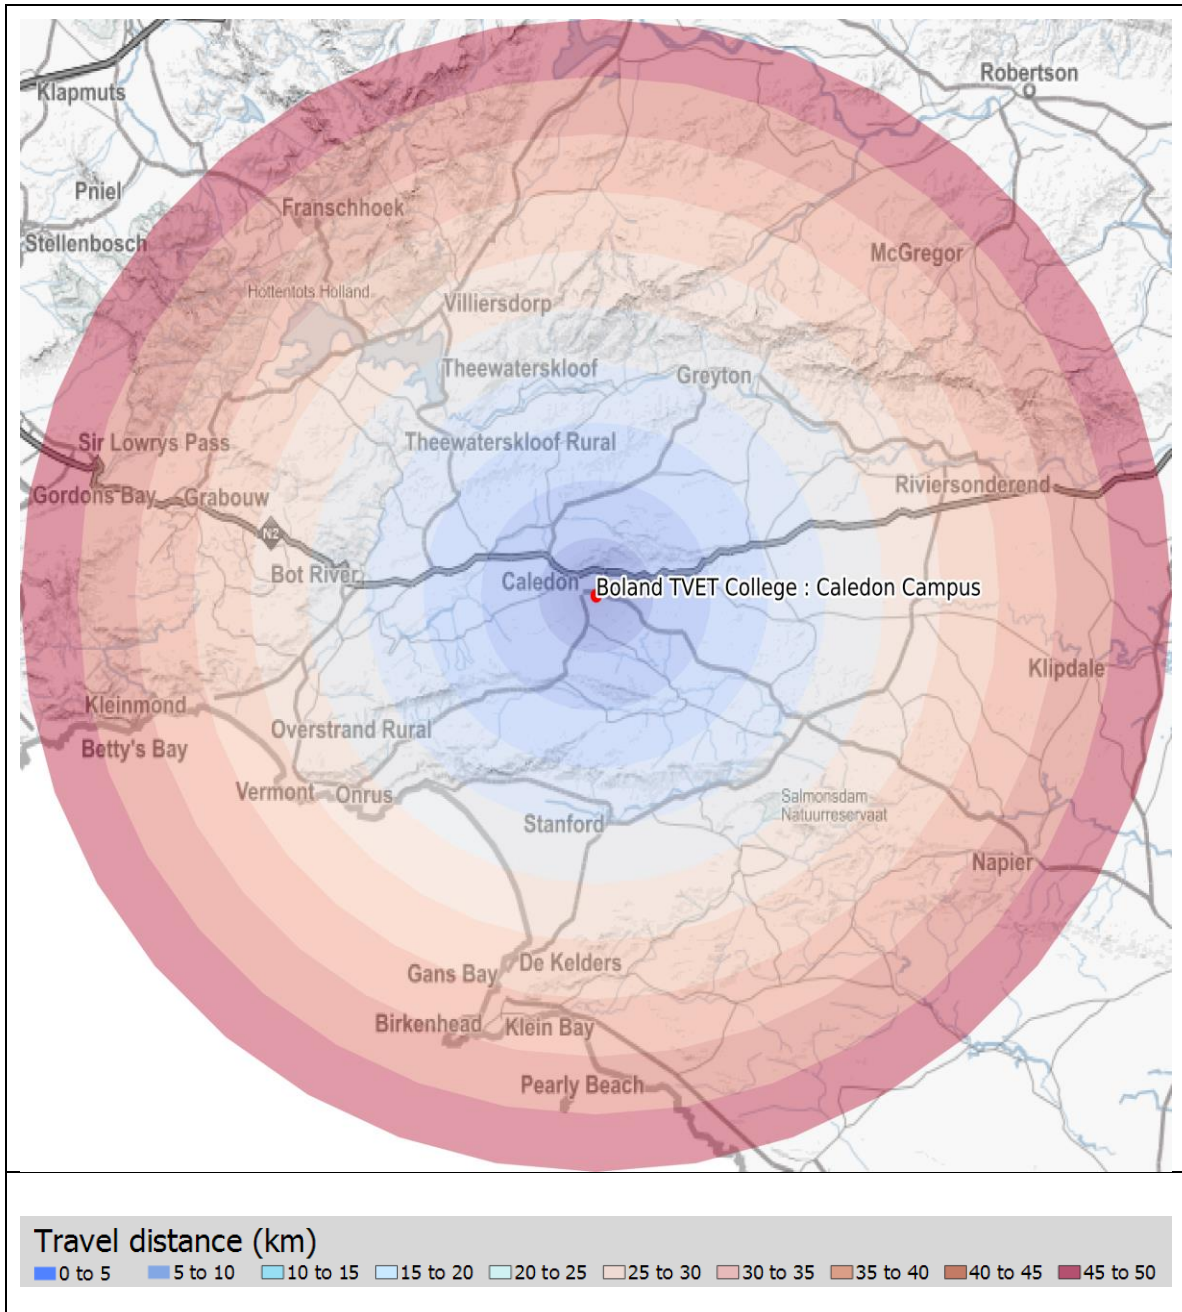 Robertson
Klapmuts
Pniel
Franschhoek
Stellenbosch
McGregor
Hottentots Holland
Villiersdorp
Theewaterskloof
Greyton
Theewaterskloof Rural
Sir Lowrys Pass
Riviersonderend
Gordons Bay
Grabouw
N2
Bot River
Caledon
Boland TVET College : Caledon Campus
Klipdale
Kleinmond
Overstrand Rural
Betty's Bay
Vermont
Onrus
Salmonsdam
Natuurreservaat
Stanford
Napier
De Kelders
Gans Bay
Birkenhead
Klein Bay
Pearly Beach
Travel distance (km)
0 to 5 5 to 10 10 to 15 15 to 20 20 to 25 25 to 30 30 to 35 35 to 40 40 to 45 45 to 50